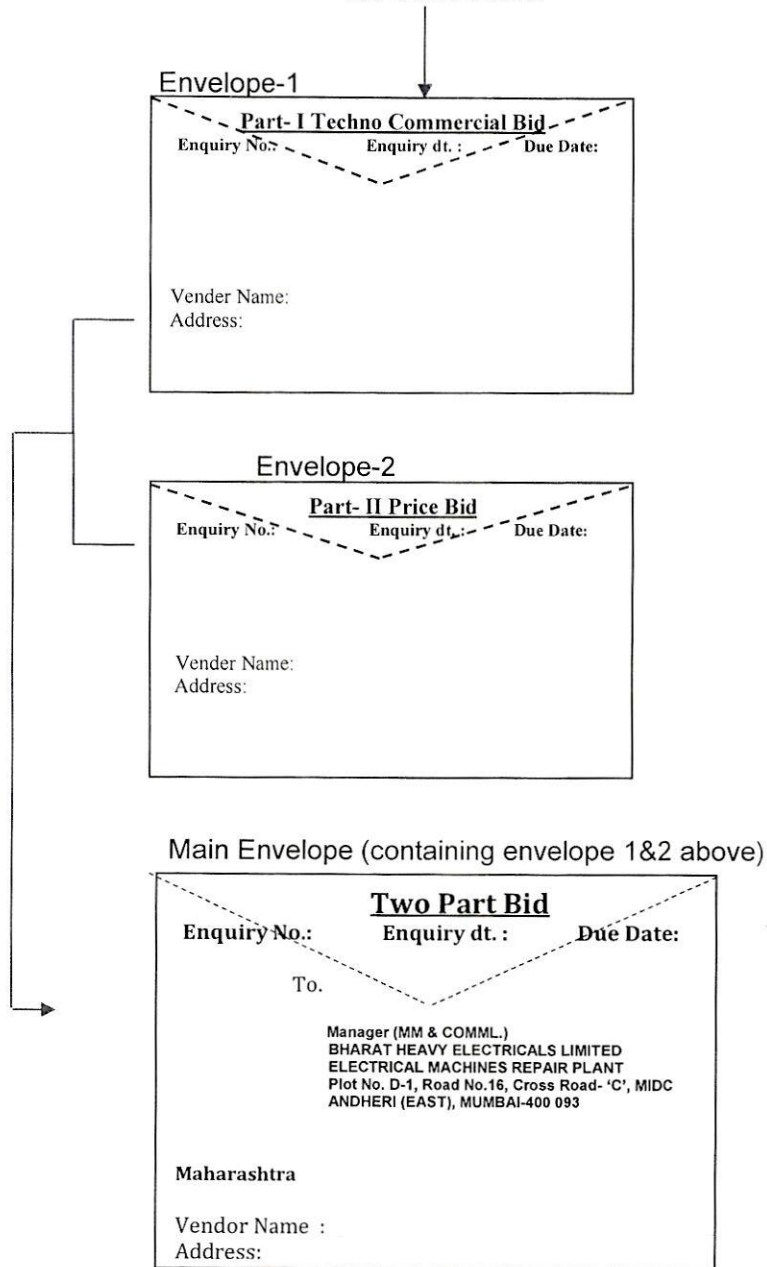 Envelope-1
Part- I Techno Commercial Bid
Enquiry No.: Enquiry dt. : Due Date:
Vender Name:
Address:
Envelope-2
Part- II Price Bid
Enquiry No.: Enquiry dt. : Due Date:
Vender Name:
Address:
Main Envelope (containing envelope 1&2 above)
Two Part Bid
Enquiry No.: Enquiry dt. : Due Date:
To.
Manager (MM & COMML.)
BHARAT HEAVY ELECTRICALS LIMITED
ELECTRICAL MACHINES REPAIR PLANT
Plot No. D-1, Road No.16, Cross Road- ‘C’, MIDC
ANDHERI (EAST), MUMBAI-400 093
Maharashtra
Vendor Name :
Address: